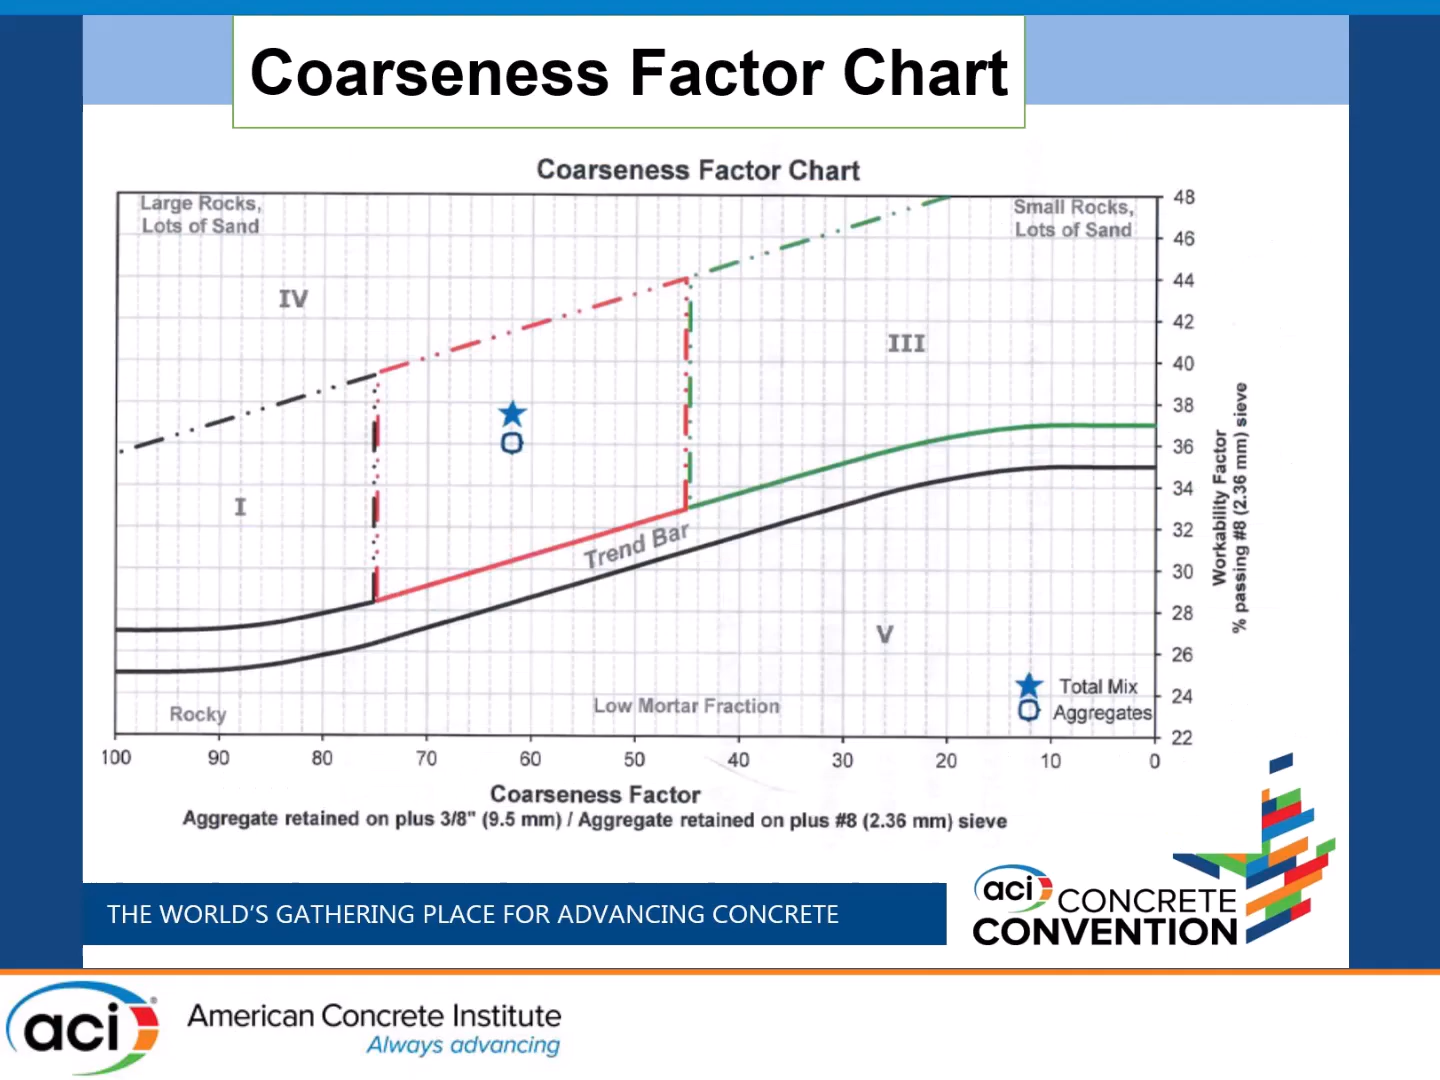 Coarseness Factor Chart
Coarseness Factor Chart
Large Rocks,
Lots of Sand
Small Rocks,
Lots of Sand
IV
III
I
V
Trend Bar
Rocky
Low Mortar Fraction
Total Mix
Aggregates
48
46
44
42
40
38
36
34
32
30
28
26
24
22
Workability Factor
% passing #8 (2.36 mm) sieve
100 90 80 70 60 50 40 30 20 10 0
Coarseness Factor
Aggregate retained on plus 3/8" (9.5 mm) / Aggregate retained on plus #8 (2.36 mm) sieve
THE WORLD'S GATHERING PLACE FOR ADVANCING CONCRETE
aci CONCRETE
CONVENTION
aci®
American Concrete Institute
Always advancing